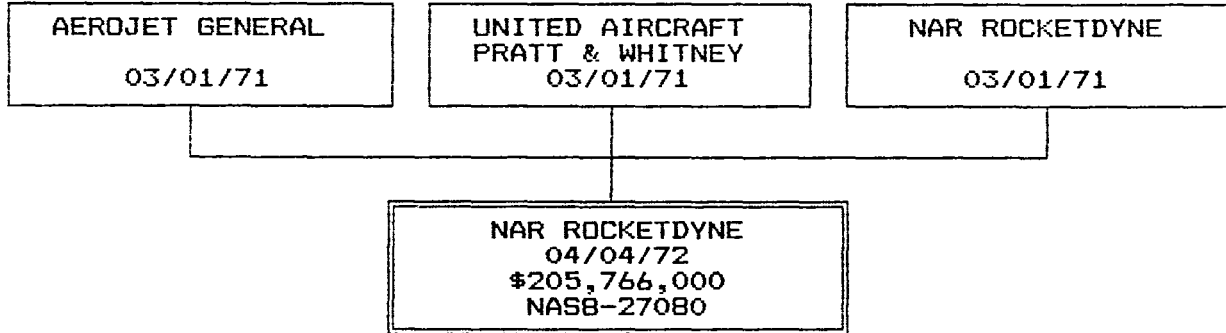 AEROJET GENERAL
03/01/71
UNITED AIRCRAFT
PRATT & WHITNEY
03/01/71
NAR ROCKETDYNE
03/01/71
NAR ROCKETDYNE
04/04/72
$205,766,000
NAS8-27080